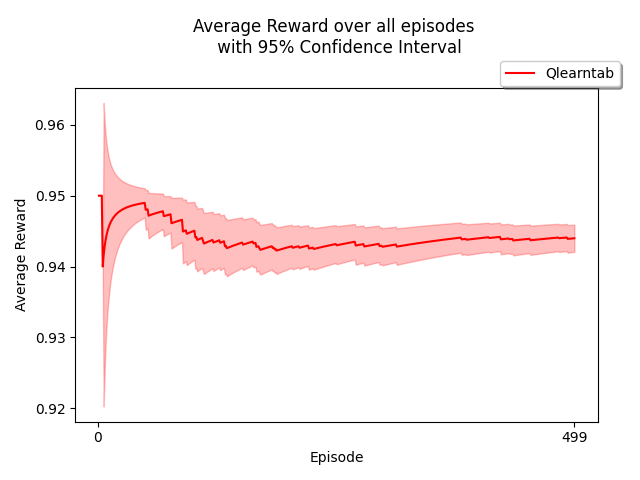 Average Reward over all episodes
with 95% Confidence Interval
Qlearntab
0.96
0.95
0.94
0.93
0.92
Average Reward
0
499
Episode